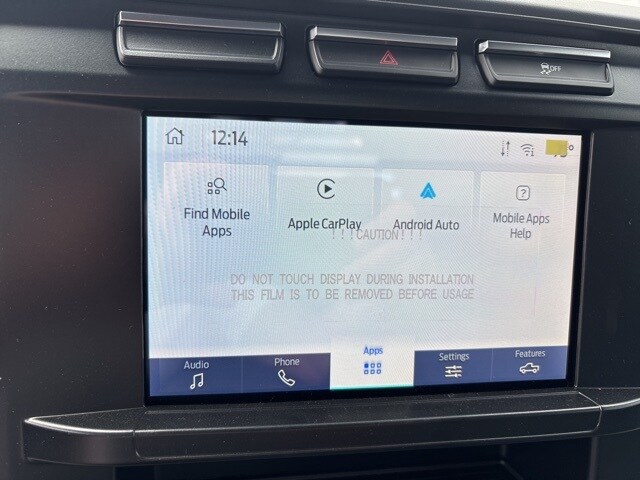 OFF
12:14
Find Mobile
Apps
Apple CarPlay
Android Auto
Mobile Apps
Help
!!!CAUTION!!!
DO NOT TOUCH DISPLAY DURING INSTALLATION
THIS FILM IS TO BE REMOVED BEFORE USAGE
Audio
Phone
Apps
Settings
Features